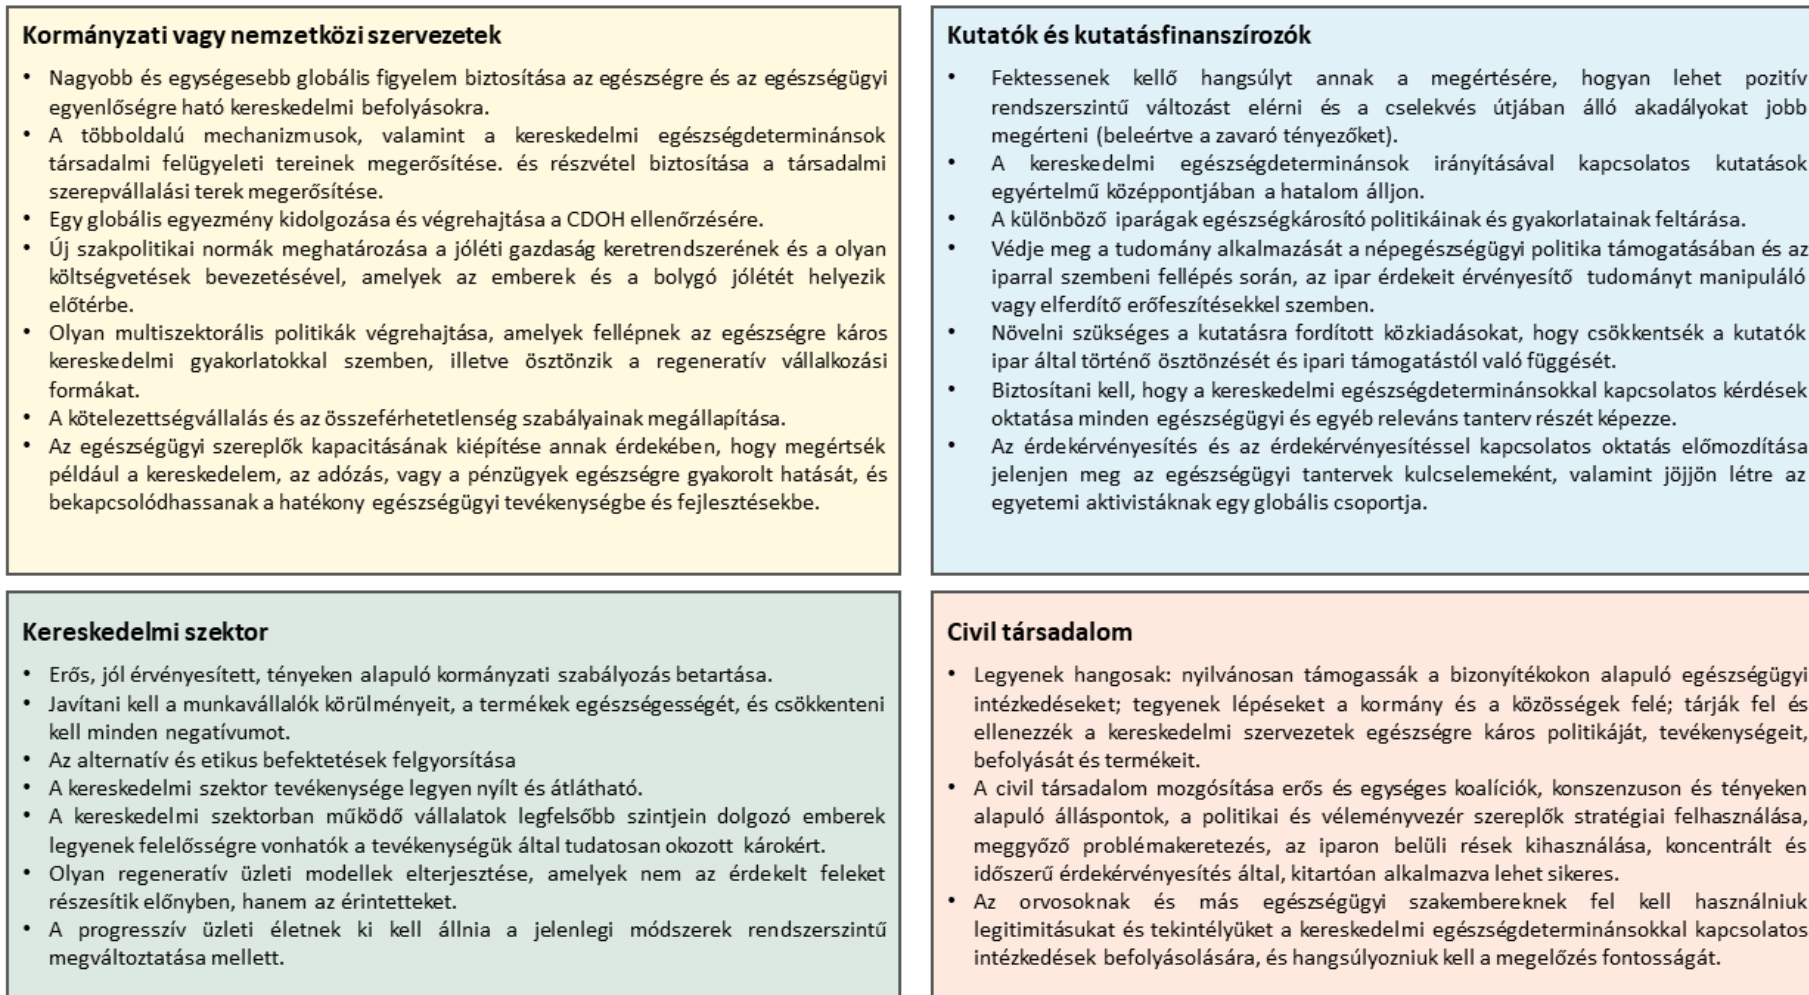 Kormányzati vagy nemzetközi szervezetek
• Nagyobb és egységesebb globális figyelem biztosítása az egészségre és az egészségügyi
egyenlőségre ható kereskedelmi befolyásokra.
• A többoldalú mechanizmusok, valamint a kereskedelmi egészségdeterminánsok
társadalmi felügyeleti tereinek megerősítése. és részvétel biztosítása a társadalmi
szerepvállalási terek megerősítése.
• Egy globális egyezmény kidolgozása és végrehajtása a CDOH ellenőrzésére.
• Új szakpolitikai normák meghatározása a jóléti gazdaság keretrendszerének és a olyan
költségvetések bevezetésével, amelyek az emberek és a bolygó jólétét helyezik
előtérbe.
• Olyan multiszektorális politikák végrehajtása, amelyek fellépnek az egészségre káros
kereskedelmi gyakorlatokkal szemben, illetve ösztönzik a regeneratív vállalkozási
formákat.
• A kötelezettségvállalás és az összeférhetetlenség szabályainak megállapítása.
• Az egészségügyi szereplők kapacitásának kiépítése annak érdekében, hogy megértsék
például a kereskedelem, az adózás, vagy a pénzügyek egészségre gyakorolt hatását, és
bekapcsolódhassanak a hatékony egészségügyi tevékenységbe és fejlesztésekbe.
Kutatók és kutatásfinanszírozók
• Fektessenek kellő hangsúlyt annak a megértésére, hogyan lehet pozitív
rendszerszintű változást elérni és a cselekvés útjában álló akadályokat jobb
megérteni (beleértve a zavaró tényezőket).
• A kereskedelmi egészségdeterminánsok irányításával kapcsolatos kutatások
egyértelmű középpontjában a hatalom álljon.
• A különböző iparágak egészségkárosító politikáinak és gyakorlatainak feltárása.
• Védje meg a tudomány alkalmazását a népegészségügyi politika támogatásában és az
iparral szembeni fellépés során, az ipar érdekeit érvényesítő tudományt manipuláló
vagy elferdítő erőfeszítésekkel szemben.
• Növelni szükséges a kutatásra fordított közkiadásokat, hogy csökkentsék a kutatók
ipar által történő ösztönzését és ipari támogatástól való függését.
• Biztosítani kell, hogy a kereskedelmi egészségdeterminánsokkal kapcsolatos kérdések
oktatása minden egészségügyi és egyéb releváns tanterv részét képezze.
• Az érdekérvényesítés és az érdekérvényesítéssel kapcsolatos oktatás előmozdítása
jelenjen meg az egészségügyi tantervek kulcselemeként, valamint jöjjön létre az
egyetemi aktivistáknak egy globális csoportja.
Kereskedelmi szektor
• Erős, jól érvényesített, tényeken alapuló kormányzati szabályozás betartása.
• Javítani kell a munkavállalók körülményeit, a termékek egészségességét, és csökkenteni
kell minden negatívumot.
• Az alternatív és etikus befektetések felgyorsítása
• A kereskedelmi szektor tevékenysége legyen nyílt és átlátható.
• A kereskedelmi szektorban működő vállalatok legfelsőbb szintjein dolgozó emberek
legyenek felelősségre vonhatók a tevékenységük által tudatosan okozott károkért.
• Olyan regeneratív üzleti modellek elterjesztése, amelyek nem az érdekelt feleket
részesítik előnyben, hanem az érintetteket.
• A progresszív üzleti életnek ki kell állnia a jelenlegi módszerek rendszerszintű
megváltoztatása mellett.
Civil társadalom
• Legyenek hangosak: nyilvánosan támogassák a bizonyítékokon alapuló egészségügyi
intézkedéseket; tegyenek lépéseket a kormány és a közösségek felé; tárják fel és
ellenezzék a kereskedelmi szervezetek egészségre káros politikáját, tevékenységeit,
befolyását és termékeit.
• A civil társadalom mozgósítása erős és egységes koalíciók, konszenzuson és tényeken
alapuló álláspontok, a politikai és véleményvezér szereplők stratégiai felhasználása,
meggyőző problémakeretezés, az iparon belüli rések kihasználása, koncentrált és
időszerű érdekérvényesítés által, kitartóan alkalmazva lehet sikeres.
• Az orvosoknak és más egészségügyi szakembereknek fel kell használniuk
legitimitásukat és tekintélyüket a kereskedelmi egészségdeterminánsokkal kapcsolatos
intézkedések befolyásolására, és hangsúlyozniuk kell a megelőzés fontosságát.